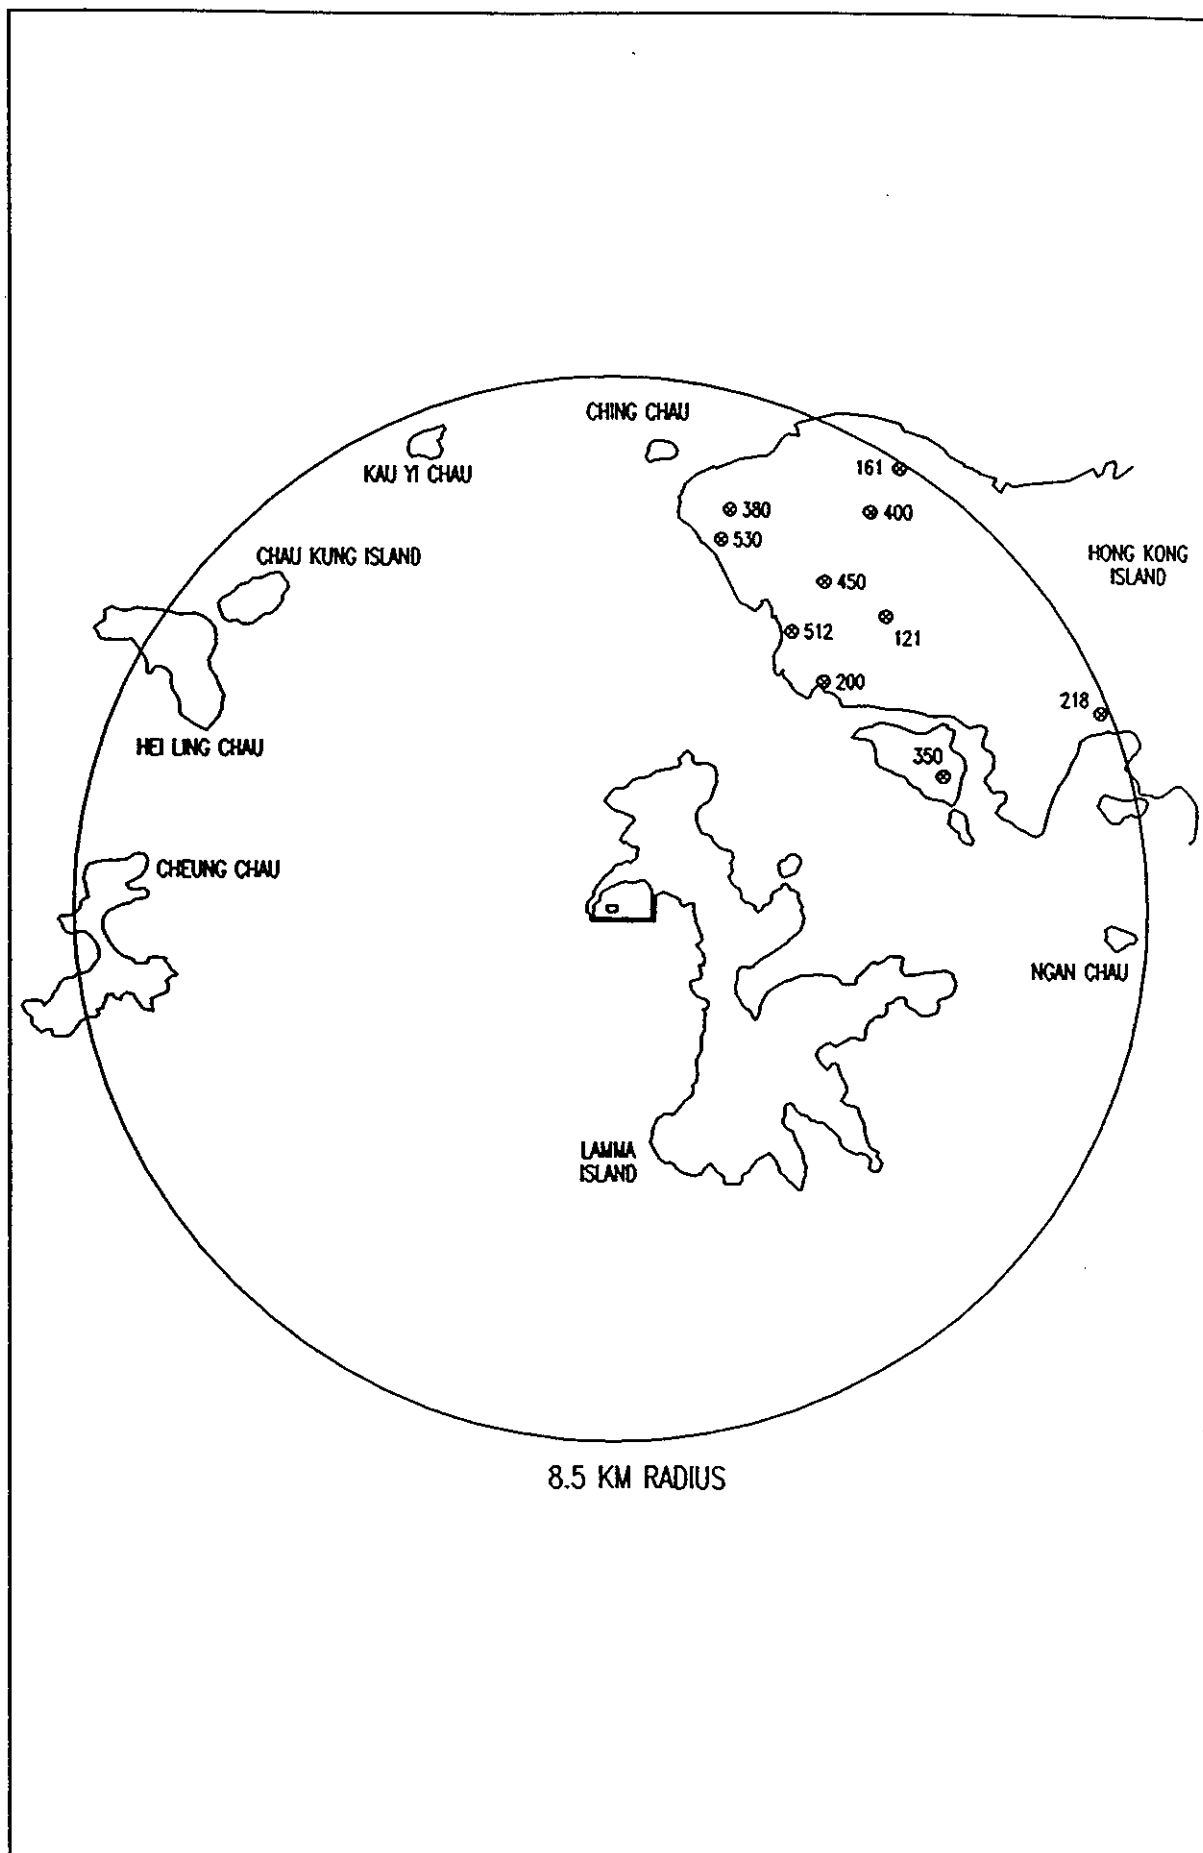 CHING CHAU
KAU YI CHAU
161
380
400
530
CHAU KUNG ISLAND
HONG KONG
ISLAND
450
512
121
200
218
HEI LING CHAU
350
CHEUNG CHAU
NGAN CHAU
LAMMA
ISLAND
8.5 KM RADIUS